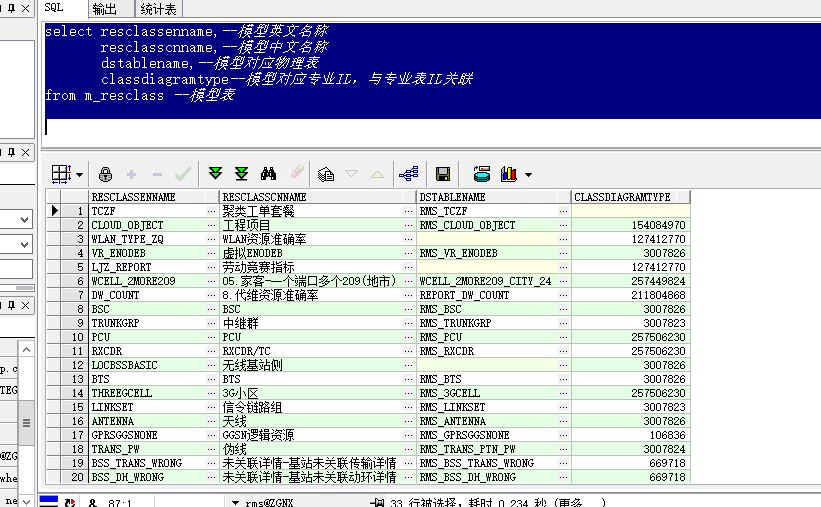 SQL 输出 统计表
select resclassenname,--模型英文名称
resclasscnname,--模型中文名称
dstablename,--模型对应物理表
classdiagramtype--模型对应专业IL，与专业表IL关联
from m_resclass --模型表
RESCLASSENNAME RESCLASSCNNAME DSTABLENAME CLASSDIAGRAMTYPE
1 TCZF ··· 聚类工单套餐 ··· RMS_TCZF ···
2 CLOUD_OBJECT ··· 工程项目 ··· RMS_CLOUD_OBJECT ··· 154084970
3 WLAN_TYPE_ZQ ··· WLAN资源准确率 ··· ··· 127412770
4 VR_ENODEB ··· 虚拟ENODEB ··· RMS_VR_ENODEB ··· 3007826
5 LJZ_REPORT ··· 劳动竞赛指标 ··· ··· 127412770
6 WCELL_2MORE209 ··· 05.家客-一个端口多个209(地市) ··· WCELL_2MORE209_CITY_24 ··· 257449824
7 DW_COUNT ··· 8.代维资源准确率 ··· REPORT_DW_COUNT ··· 211804868
8 BSC ··· BSC ··· RMS_BSC ··· 3007826
9 TRUNKGRP ··· 中继群 ··· RMS_TRUNKGRP ··· 3007823
10 PCU ··· PCU ··· RMS_PCU ··· 257506230
11 RXCDR ··· RXCDR/TC ··· RMS_RXCDR ··· 257506230
12 LOCBSSBASIC ··· 无线基站侧 ··· ··· 3007826
13 BTS ··· BTS ··· RMS_BTS ··· 3007826
14 THREEGCELL ··· 3G小区 ··· RMS_3GCELL ··· 257506230
15 LINKSET ··· 信令链路组 ··· RMS_LINKSET ··· 3007823
16 ANTENNA ··· 天线 ··· RMS_ANTENNA ··· 3007826
17 GPRSGGSNONE ··· GGSN逻辑资源 ··· RMS_GPRSGGSNONE ··· 106836
18 TRANS_PW ··· 伪线 ··· RMS_TRANS_PTN_PW ··· 3007824
19 BSS_TRANS_WRONG ··· 未关联详情-基站未关联传输详情 ··· RMS_BSS_TRANS_WRONG ··· 669718
20 BSS_DH_WRONG ··· 未关联详情-基站未关联动环详情 ··· RMS_BSS_DH_WRONG ··· 669718
p.c
TEG
@ZG
whe
ne
& 87:1 rms@ZGNX 33 行被选择，耗时 0.234 秒（更多...）